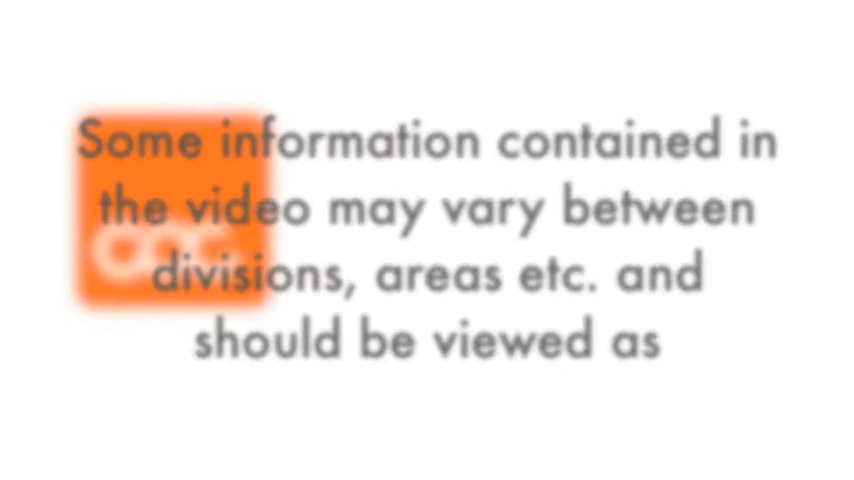 Some information contained in
the video may vary between
divisions, areas etc. and
should be viewed as